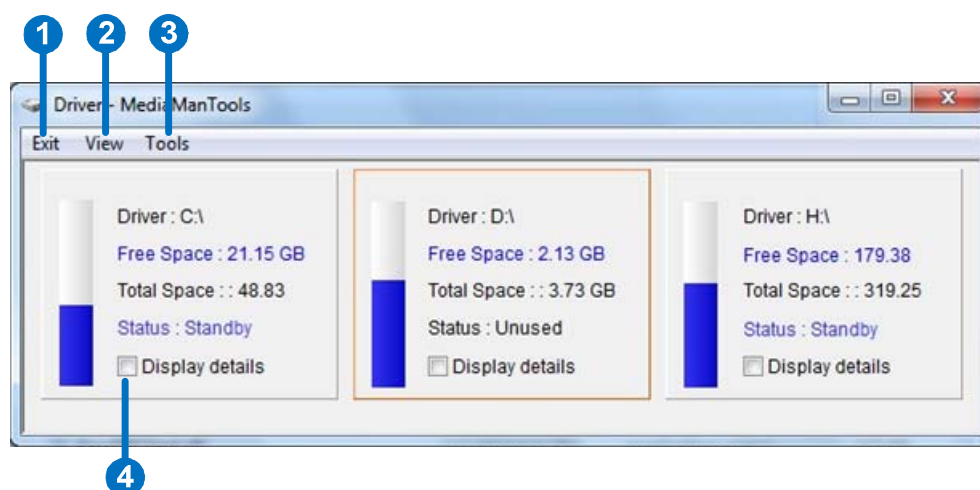 1 2 3
Driver - MediaManTools
Exit View Tools
Driver : C:\
Free Space : 21.15 GB
Total Space : : 48.83
Status : Standby
Display details
Driver : D:\
Free Space : 2.13 GB
Total Space : : 3.73 GB
Status : Unused
Display details
Driver : H:\
Free Space : 179.38
Total Space : : 319.25
Status : Standby
Display details
4